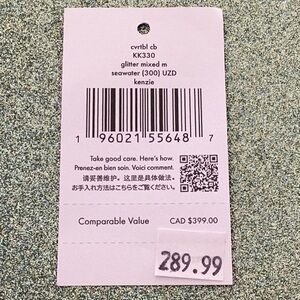 cvrtbl cb
KK330
glitter mixed m
seawater (300) UZD
kenzie
1 96021 55648 7
Take good care. Here's how.
Prenez-en bien soin. Voici comment.
请妥善维护。这里是具体做法。
お手入れ方法はこちらをご覧ください。
Comparable Value CAD $399.00
289.99